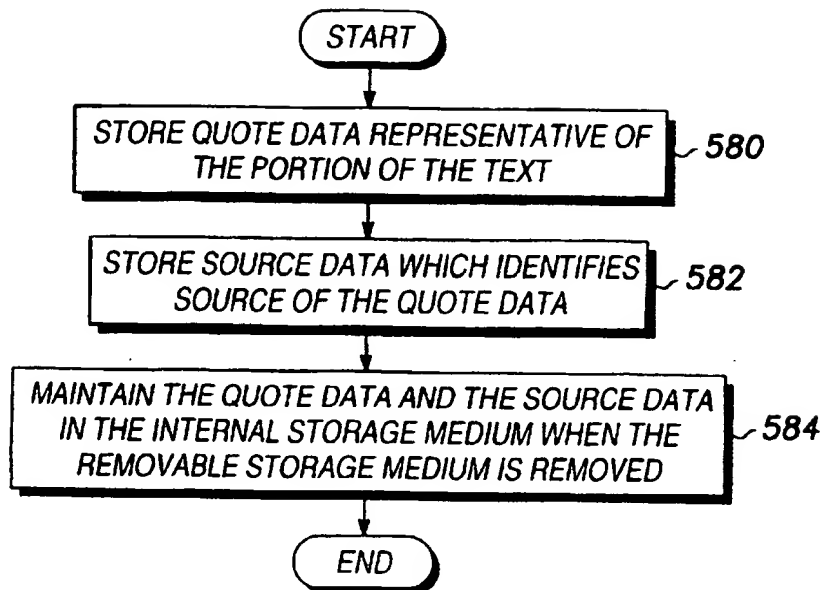 START
STORE QUOTE DATA REPRESENTATIVE OF
THE PORTION OF THE TEXT
580
STORE SOURCE DATA WHICH IDENTIFIES
SOURCE OF THE QUOTE DATA
582
MAINTAIN THE QUOTE DATA AND THE SOURCE DATA
IN THE INTERNAL STORAGE MEDIUM WHEN THE
REMOVABLE STORAGE MEDIUM IS REMOVED
584
END